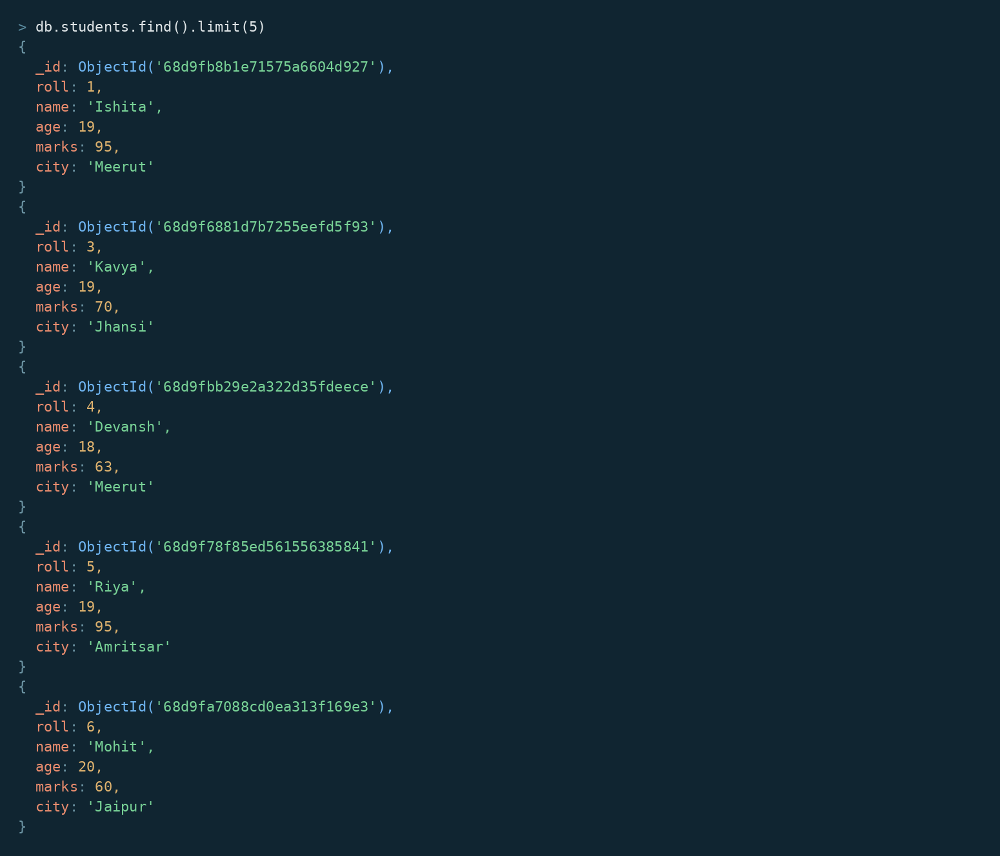 > db.students.find().limit(5)
{
  _id: ObjectId('68d9fb8b1e71575a6604d927'),
  roll: 1,
  name: 'Ishita',
  age: 19,
  marks: 95,
  city: 'Meerut'
}
{
  _id: ObjectId('68d9f6881d7b7255eefd5f93'),
  roll: 3,
  name: 'Kavya',
  age: 19,
  marks: 70,
  city: 'Jhansi'
}
{
  _id: ObjectId('68d9fbb29e2a322d35fdeece'),
  roll: 4,
  name: 'Devansh',
  age: 18,
  marks: 63,
  city: 'Meerut'
}
{
  _id: ObjectId('68d9f78f85ed561556385841'),
  roll: 5,
  name: 'Riya',
  age: 19,
  marks: 95,
  city: 'Amritsar'
}
{
  _id: ObjectId('68d9fa7088cd0ea313f169e3'),
  roll: 6,
  name: 'Mohit',
  age: 20,
  marks: 60,
  city: 'Jaipur'
}